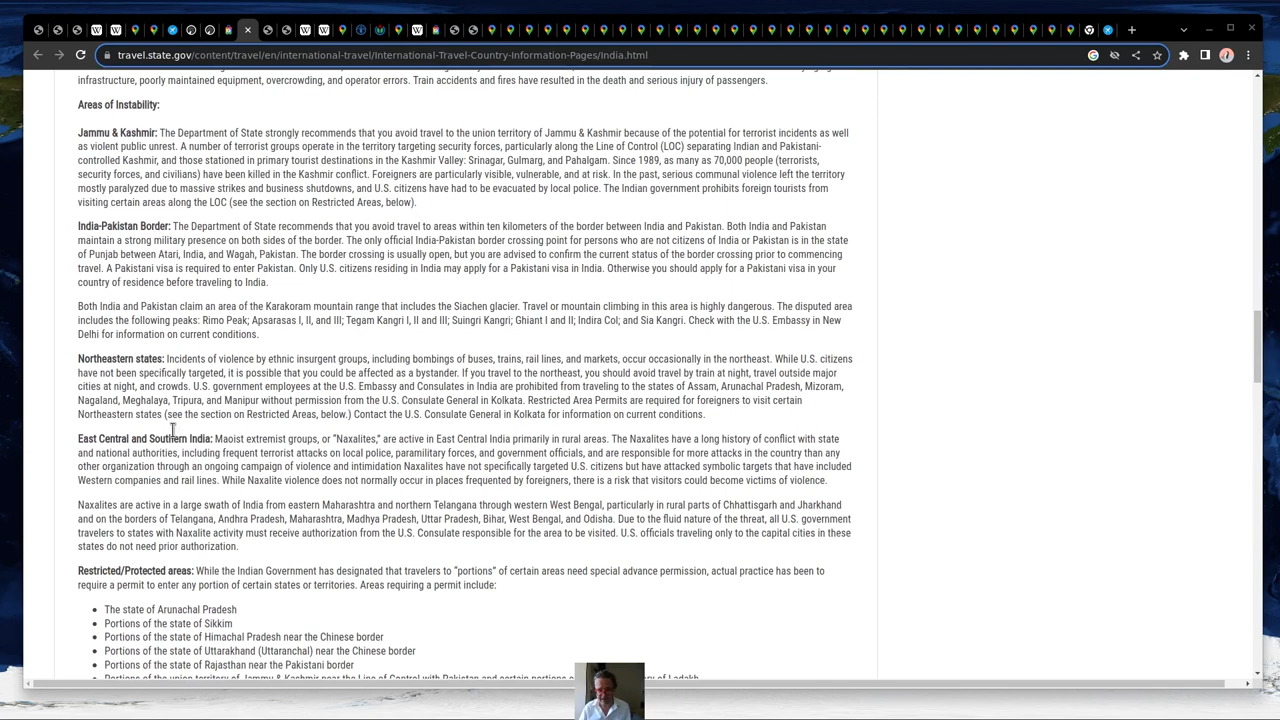 travel.state.gov/content/travel/en/international-travel/International-Travel-Country-Information-Pages/India.html
infrastructure, poorly maintained equipment, overcrowding, and operator errors. Train accidents and fires have resulted in the death and serious injury of passengers.
Areas of Instability:
Jammu & Kashmir: The Department of State strongly recommends that you avoid travel to the union territory of Jammu & Kashmir because of the potential for terrorist incidents as well
as violent public unrest. A number of terrorist groups operate in the territory targeting security forces, particularly along the Line of Control (LOC) separating Indian and Pakistani-
controlled Kashmir, and those stationed in primary tourist destinations in the Kashmir Valley: Srinagar, Gulmarg, and Pahalgam. Since 1989, as many as 70,000 people (terrorists,
security forces, and civilians) have been killed in the Kashmir conflict. Foreigners are particularly visible, vulnerable, and at risk. In the past, serious communal violence left the territory
mostly paralyzed due to massive strikes and business shutdowns, and U.S. citizens have had to be evacuated by local police. The Indian government prohibits foreign tourists from
visiting certain areas along the LOC (see the section on Restricted Areas, below).
India-Pakistan Border: The Department of State recommends that you avoid travel to areas within ten kilometers of the border between India and Pakistan. Both India and Pakistan
maintain a strong military presence on both sides of the border. The only official India-Pakistan border crossing point for persons who are not citizens of India or Pakistan is in the state
of Punjab between Atari, India, and Wagah, Pakistan. The border crossing is usually open, but you are advised to confirm the current status of the border crossing prior to commencing
travel. A Pakistani visa is required to enter Pakistan. Only U.S. citizens residing in India may apply for a Pakistani visa in India. Otherwise you should apply for a Pakistani visa in your
country of residence before traveling to India.
Both India and Pakistan claim an area of the Karakoram mountain range that includes the Siachen glacier. Travel or mountain climbing in this area is highly dangerous. The disputed area
includes the following peaks: Rimo Peak; Apsarasas I, II, and III; Tegam Kangri I, II and III; Suingri Kangri; Ghiant I and II; Indira Col; and Sia Kangri. Check with the U.S. Embassy in New
Delhi for information on current conditions.
Northeastern states: Incidents of violence by ethnic insurgent groups, including bombings of buses, trains, rail lines, and markets, occur occasionally in the northeast. While U.S. citizens
have not been specifically targeted, it is possible that you could be affected as a bystander. If you travel to the northeast, you should avoid travel by train at night, travel outside major
cities at night, and crowds. U.S. government employees at the U.S. Embassy and Consulates in India are prohibited from traveling to the states of Assam, Arunachal Pradesh, Mizoram,
Nagaland, Meghalaya, Tripura, and Manipur without permission from the U.S. Consulate General in Kolkata. Restricted Area Permits are required for foreigners to visit certain
Northeastern states (see the section on Restricted Areas, below.) Contact the U.S. Consulate General in Kolkata for information on current conditions.
East Central and Southern India: Maoist extremist groups, or “Naxalites,” are active in East Central India primarily in rural areas. The Naxalites have a long history of conflict with state
and national authorities, including frequent terrorist attacks on local police, paramilitary forces, and government officials, and are responsible for more attacks in the country than any
other organization through an ongoing campaign of violence and intimidation Naxalites have not specifically targeted U.S. citizens but have attacked symbolic targets that have included
Western companies and rail lines. While Naxalite violence does not normally occur in places frequented by foreigners, there is a risk that visitors could become victims of violence.
Naxalites are active in a large swath of India from eastern Maharashtra and northern Telangana through western West Bengal, particularly in rural parts of Chhattisgarh and Jharkhand
and on the borders of Telangana, Andhra Pradesh, Maharashtra, Madhya Pradesh, Uttar Pradesh, Bihar, West Bengal, and Odisha. Due to the fluid nature of the threat, all U.S. government
travelers to states with Naxalite activity must receive authorization from the U.S. Consulate responsible for the area to be visited. U.S. officials traveling only to the capital cities in these
states do not need prior authorization.
Restricted/Protected areas: While the Indian Government has designated that travelers to “portions” of certain areas need special advance permission, actual practice has been to
require a permit to enter any portion of certain states or territories. Areas requiring a permit include:
The state of Arunachal Pradesh
Portions of the state of Sikkim
Portions of the state of Himachal Pradesh near the Chinese border
Portions of the state of Uttarakhand (Uttaranchal) near the Chinese border
Portions of the state of Rajasthan near the Pakistani border
Portions of the union territory of Jammu & Kashmir near the Line of Control with Pakistan and certain portions of Ladakh